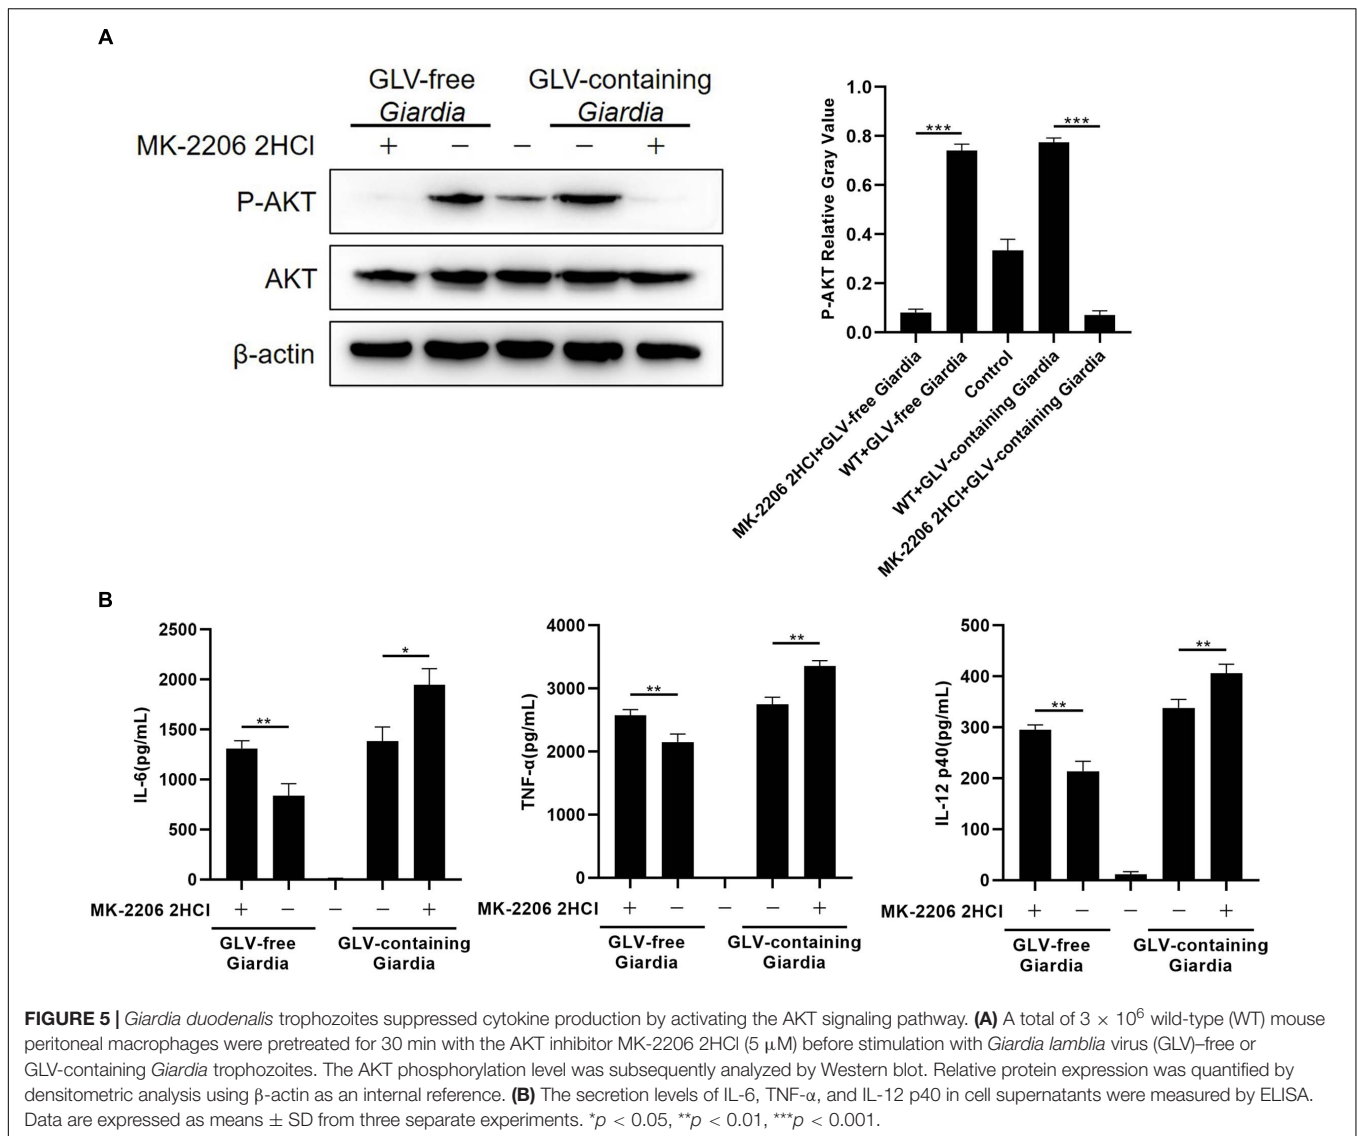 A
GLV-free GLV-containing
Giardia Giardia
MK-2206 2HCl + − − − +
P-AKT
AKT
β-actin
P-AKT Relative Gray Value
1.0
0.8
0.6
0.4
0.2
0.0
*** ***
MK-2206 2HCl+GLV-free Giardia
WT+GLV-free Giardia
Control
WT+GLV-containing Giardia
MK-2206 2HCl+GLV-containing Giardia
B
IL-6(pg/mL)
2500
2000
1500
1000
500
0
** *
MK-2206 2HCl + − − − +
GLV-free GLV-containing
Giardia Giardia
TNF-α(pg/mL)
4000
3000
2000
1000
0
** **
MK-2206 2HCl + − − − +
GLV-free GLV-containing
Giardia Giardia
IL-12 p40(pg/mL)
500
400
300
200
100
0
** **
MK-2206 2HCl + − − − +
GLV-free GLV-containing
Giardia Giardia
FIGURE 5 | Giardia duodenalis trophozoites suppressed cytokine production by activating the AKT signaling pathway. (A) A total of 3 × 10⁶ wild-type (WT) mouse
peritoneal macrophages were pretreated for 30 min with the AKT inhibitor MK-2206 2HCl (5 μM) before stimulation with Giardia lamblia virus (GLV)–free or
GLV-containing Giardia trophozoites. The AKT phosphorylation level was subsequently analyzed by Western blot. Relative protein expression was quantified by
densitometric analysis using β-actin as an internal reference. (B) The secretion levels of IL-6, TNF-α, and IL-12 p40 in cell supernatants were measured by ELISA.
Data are expressed as means ± SD from three separate experiments. *p < 0.05, **p < 0.01, ***p < 0.001.